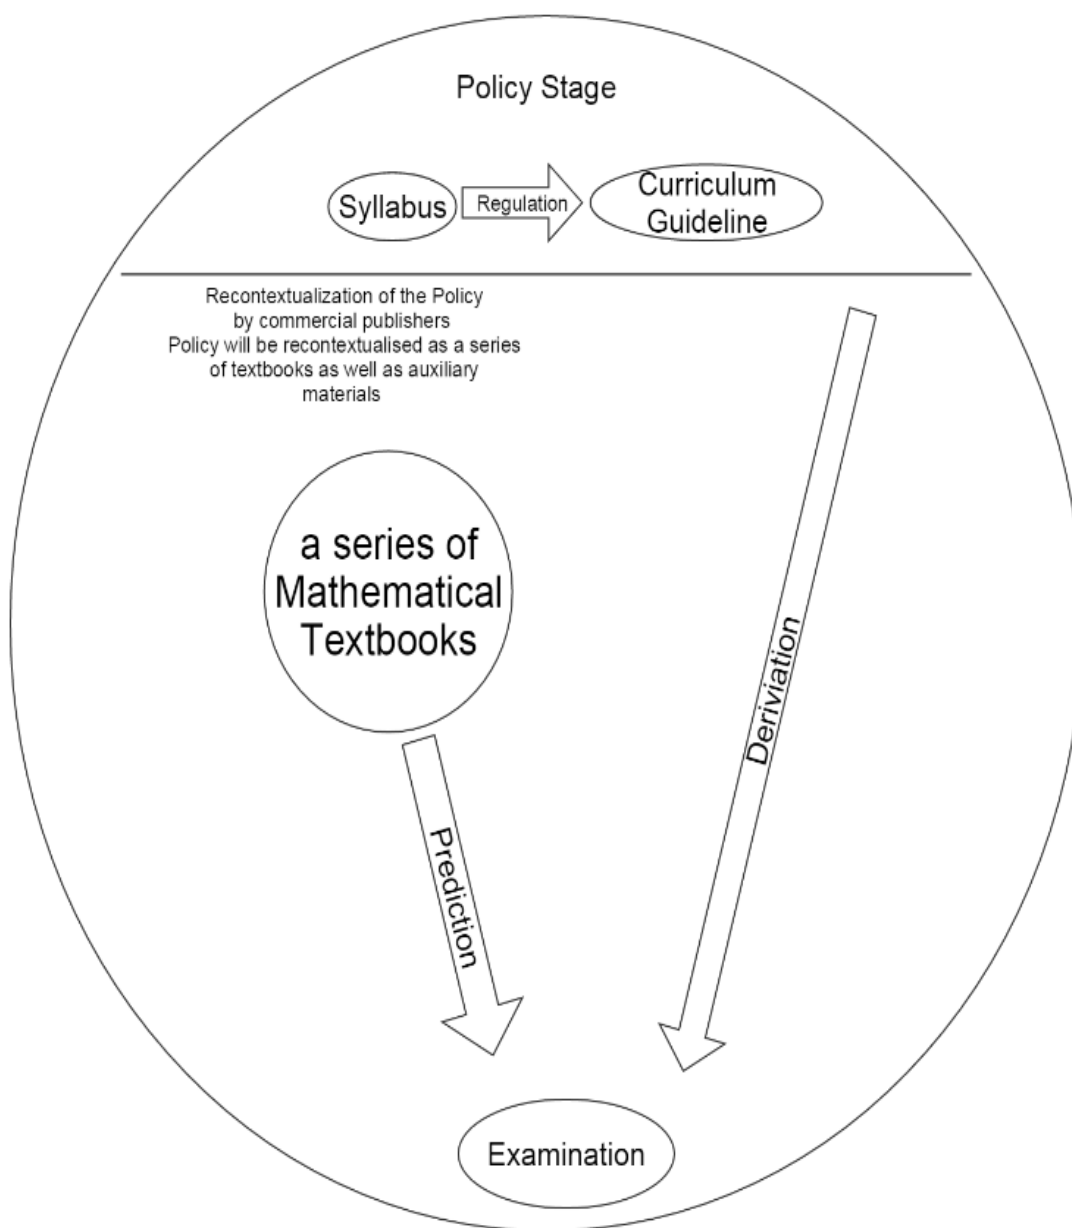 Policy Stage
Syllabus
Regulation
Curriculum
Guideline
Recontextualization of the Policy
by commercial publishers
Policy will be recontextualised as a series
of textbooks as well as auxiliary
materials
a series of
Mathematical
Textbooks
Deriviation
Prediction
Examination